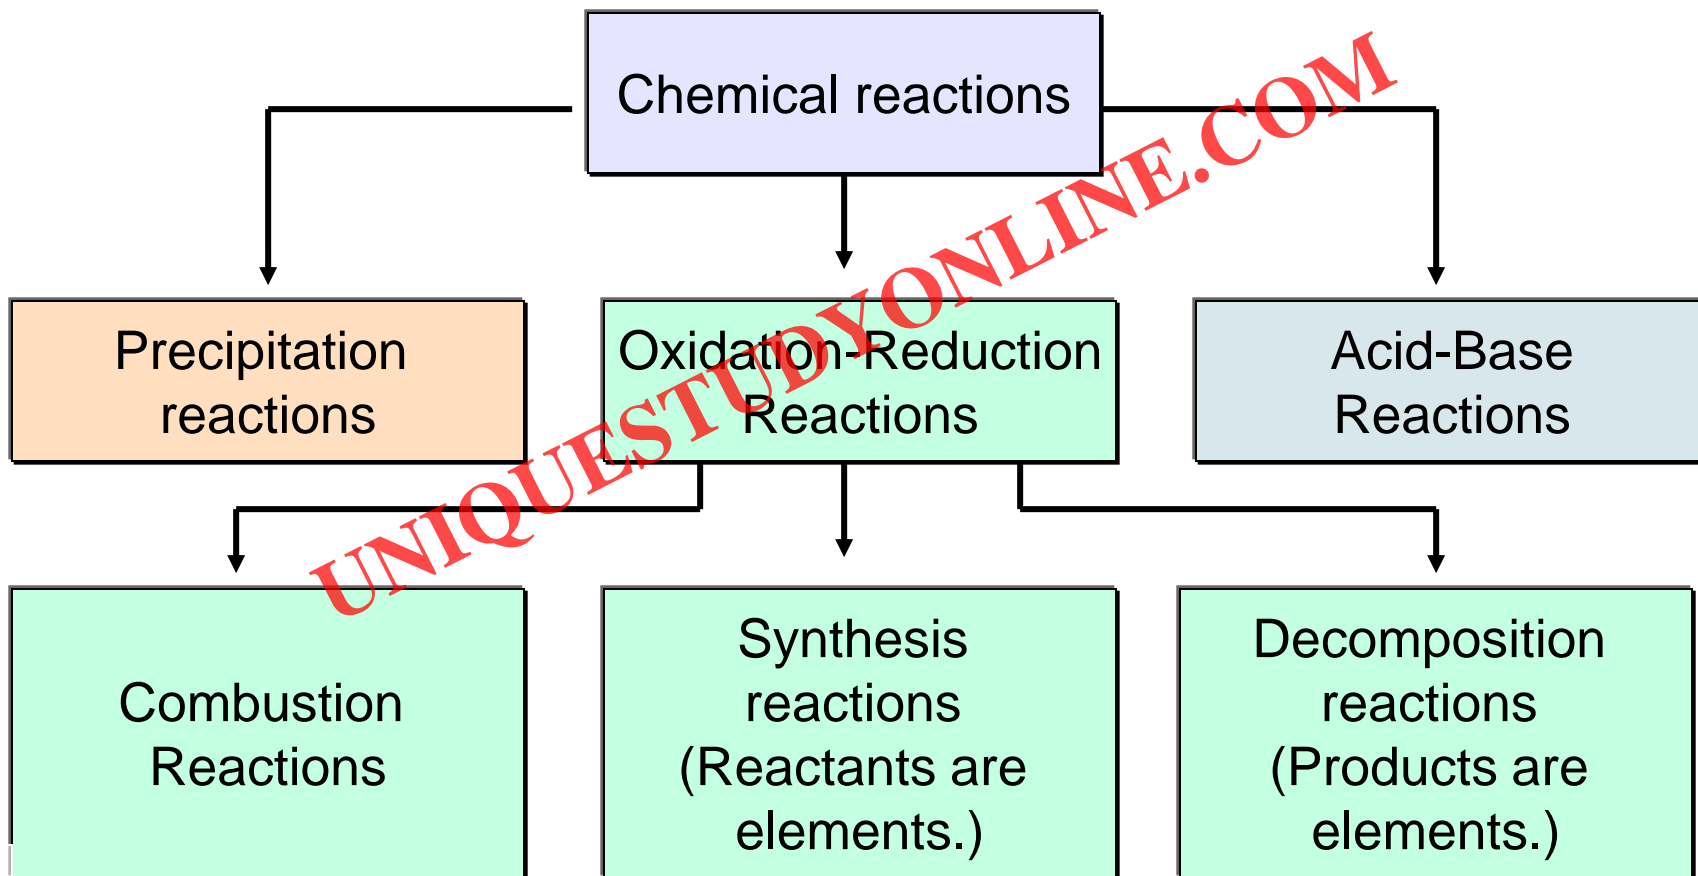 Chemical reactions
UNIQUESTUDYONLINE.COM
Precipitation
reactions
Oxidation-Reduction
Reactions
Acid-Base
Reactions
Combustion
Reactions
Synthesis
reactions
(Reactants are
elements.)
Decomposition
reactions
(Products are
elements.)